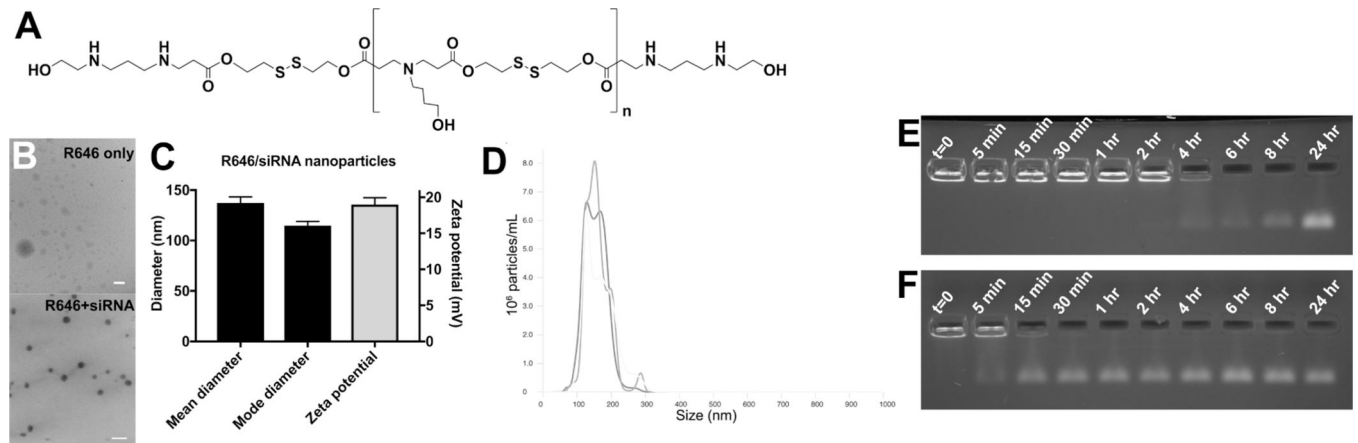 A
HO
H
N
H
N
O
O
S
S
O
O
N
OH
O
O
S
S
O
O
n
H
N
H
N
OH
B
R646 only
R646+siRNA
C
R646/siRNA nanoparticles
Diameter (nm)
150
100
50
0
Zeta potential (mV)
20
15
10
5
0
Mean diameter
Mode diameter
Zeta potential
D
10⁶ particles/mL
8.0
7.0
6.0
5.0
4.0
3.0
2.0
1.0
0 100 200 300 400 500 600 700 800 900 1000
Size (nm)
E
t=0 5 min 15 min 30 min 1 hr 2 hr 4 hr 6 hr 8 hr 24 hr
F
t=0 5 min 15 min 30 min 1 hr 2 hr 4 hr 6 hr 8 hr 24 hr